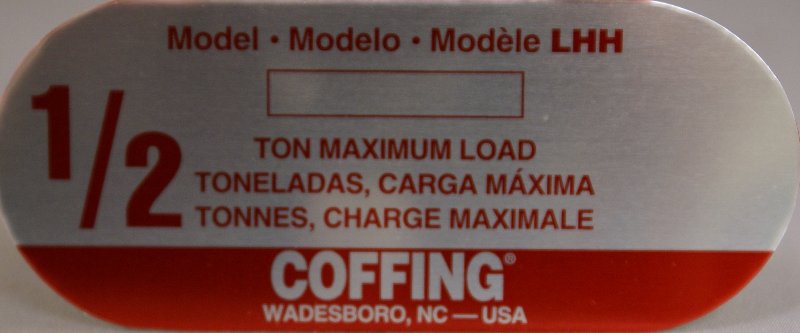 Model • Modelo • Modèle LHH
1/2
TON MAXIMUM LOAD
TONELADAS, CARGA MÁXIMA
TONNES, CHARGE MAXIMALE
COFFING®
WADESBORO, NC — USA